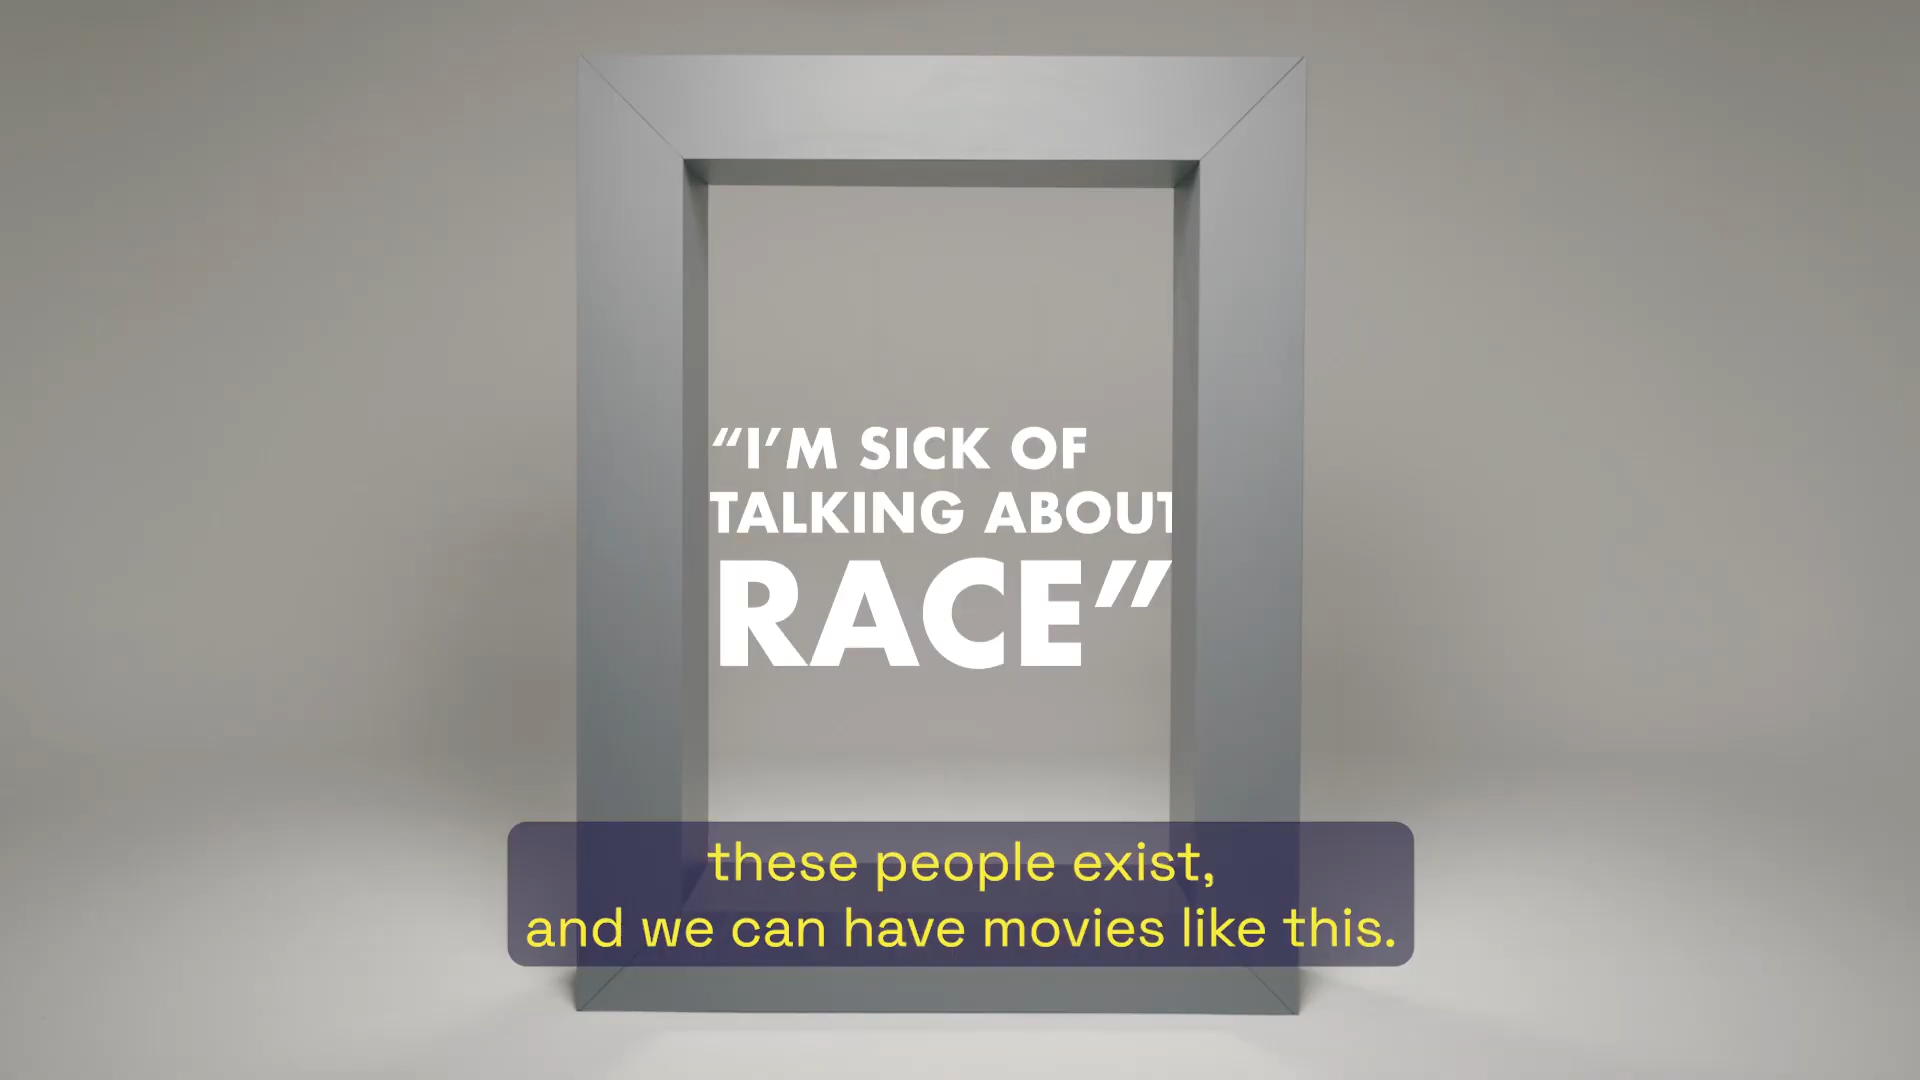 “I’M SICK OF
TALKING ABOUT
RACE”
these people exist,
and we can have movies like this.